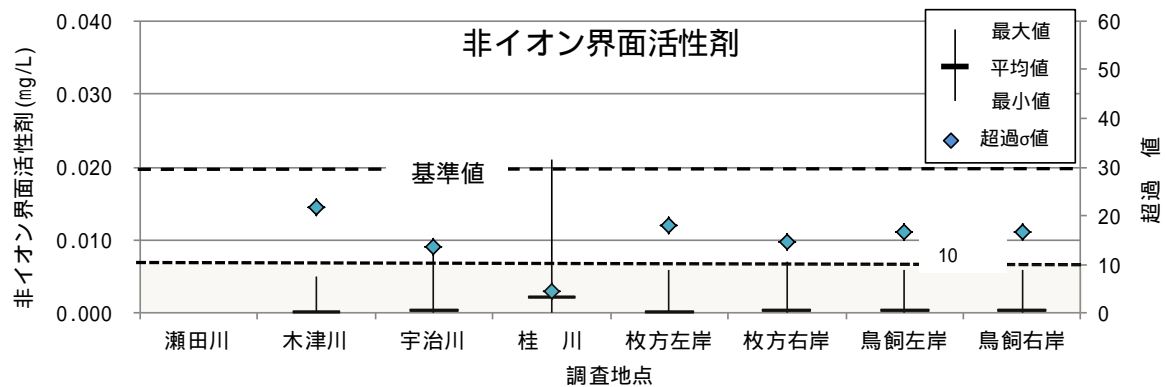 非イオン界面活性剤
非イオン界面活性剤(㎎/L)
0.040
0.030
0.020
0.010
0.000
基準値
10
最大値
平均値
最小値
超過σ値
60
50
40
30
20
10
0
超過 値
瀬田川 木津川 宇治川 桂 川 枚方左岸 枚方右岸 鳥飼左岸 鳥飼右岸
調査地点